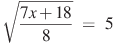 √((7x + 18)/8) = 5